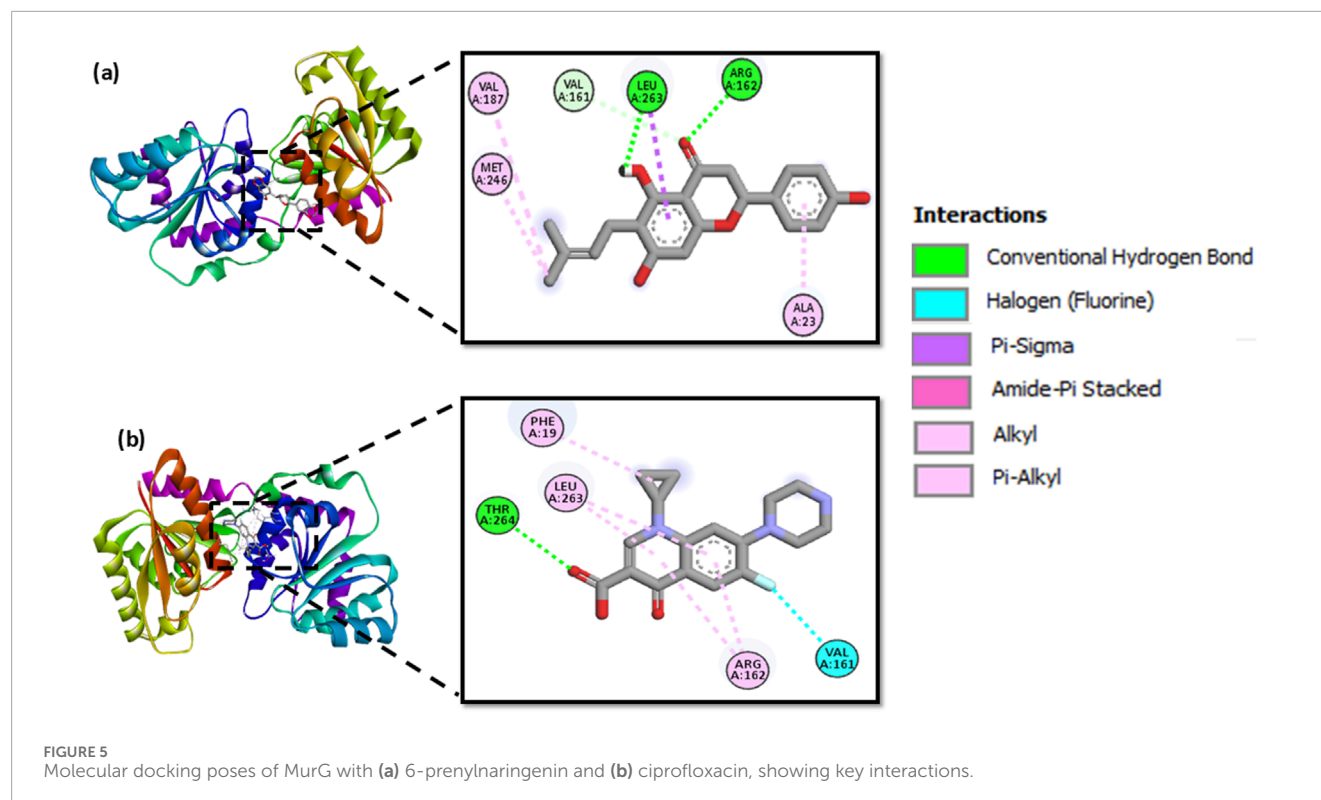 (a)
VAL
A:187
VAL
A:161
LEU
A:263
ARG
A:162
MET
A:246
ALA
A:23
Interactions
Conventional Hydrogen Bond
Halogen (Fluorine)
Pi-Sigma
Amide-Pi Stacked
Alkyl
Pi-Alkyl
(b)
PHE
A:19
LEU
A:263
THR
A:264
ARG
A:162
VAL
A:161
FIGURE 5
Molecular docking poses of MurG with (a) 6-prenylnaringenin and (b) ciprofloxacin, showing key interactions.